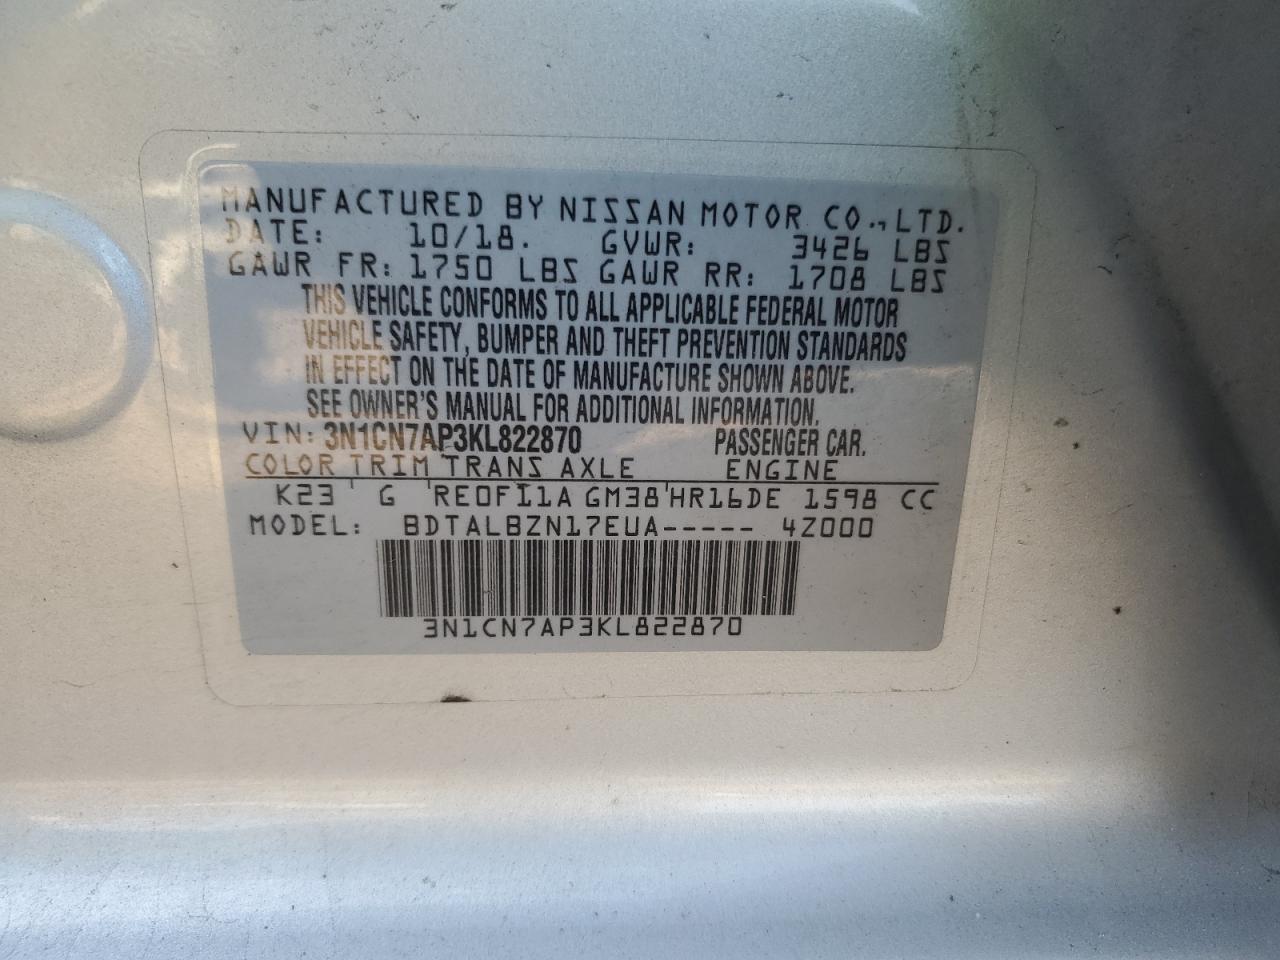 MANUFACTURED BY NISSAN MOTOR CO., LTD.
DATE: 10/18. GVWR: 3426 LBS
GAWR FR: 1750 LBS GAWR RR: 1708 LBS
THIS VEHICLE CONFORMS TO ALL APPLICABLE FEDERAL MOTOR
VEHICLE SAFETY, BUMPER AND THEFT PREVENTION STANDARDS
IN EFFECT ON THE DATE OF MANUFACTURE SHOWN ABOVE.
SEE OWNER'S MANUAL FOR ADDITIONAL INFORMATION.
VIN: 3N1CN7AP3KL822870 PASSENGER CAR.
COLOR TRIM TRANS AXLE ENGINE
K23 ' G 'RE0F11A GM38'HR16DE 1598 CC
MODEL: BDTALBZN17EUA----- 4Z000
3N1CN7AP3KL822870